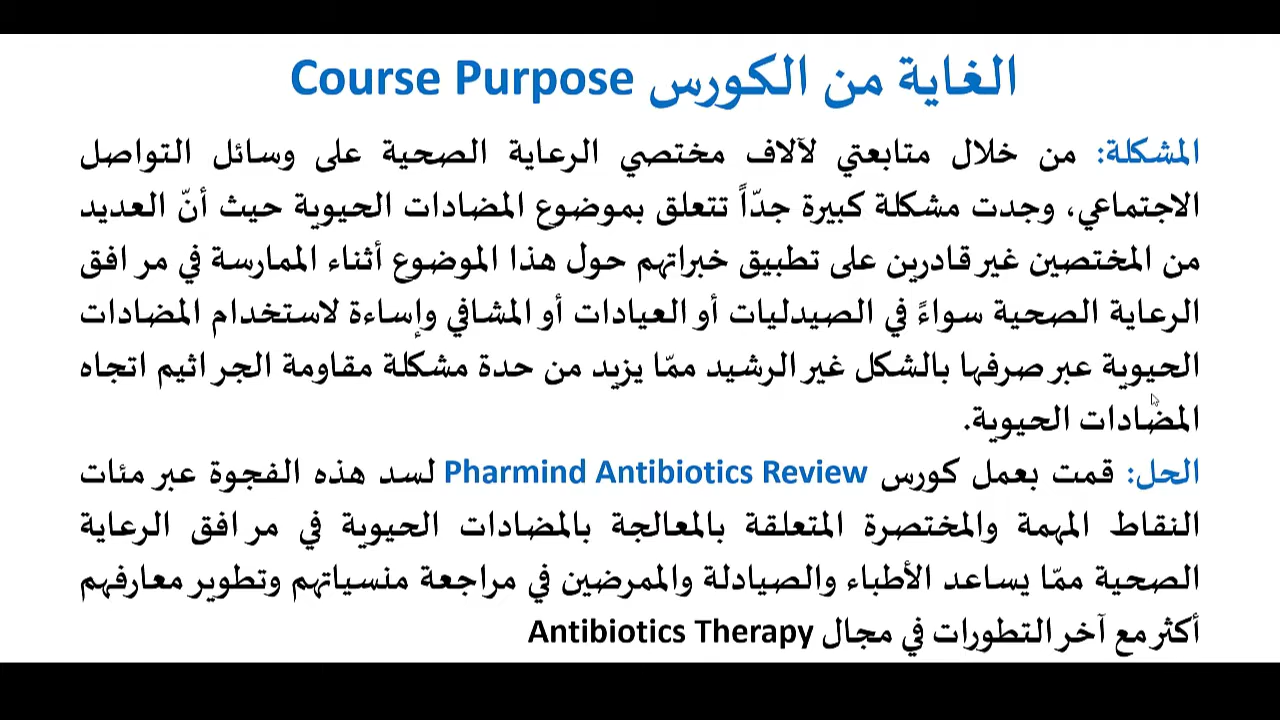 الغاية من الكورس Course Purpose
المشكلة: من خلال متابعتي لآلاف مختصي الرعاية الصحية على وسائل التواصل
الاجتماعي، وجدت مشكلة كبيرة جدّاً تتعلق بموضوع المضادات الحيوية حيث أنّ العديد
من المختصين غير قادرين على تطبيق خبراتهم حول هذا الموضوع أثناء الممارسة في مرافق
الرعاية الصحية سواءً في الصيدليات أو العيادات أو المشافي وإساءة لاستخدام المضادات
الحيوية عبر صرفها بالشكل غير الرشيد ممّا يزيد من حدة مشكلة مقاومة الجراثيم اتجاه
المضادات الحيوية.
الحل: قمت بعمل كورس Pharmind Antibiotics Review لسد هذه الفجوة عبر مئات
النقاط المهمة والمختصرة المتعلقة بالمعالجة بالمضادات الحيوية في مرافق الرعاية
الصحية ممّا يساعد الأطباء والصيادلة والممرضين في مراجعة منسياتهم وتطوير معارفهم
أكثر مع آخر التطورات في مجال Antibiotics Therapy